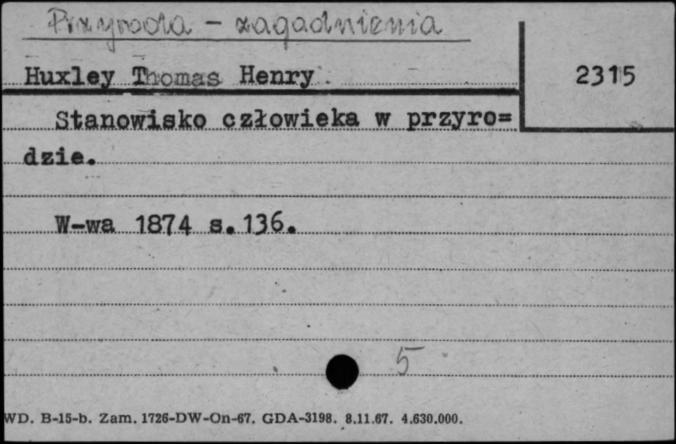 Przyroda - zagadnienia
Huxley Thomas Henry
2315
Stanowisko człowieka w przyro=
dzie.
W-wa 1874 s.136.
5
WD. B-15-b. Zam. 1726-DW-On-67. GDA-3198. 8.11.67. 4.630.000.